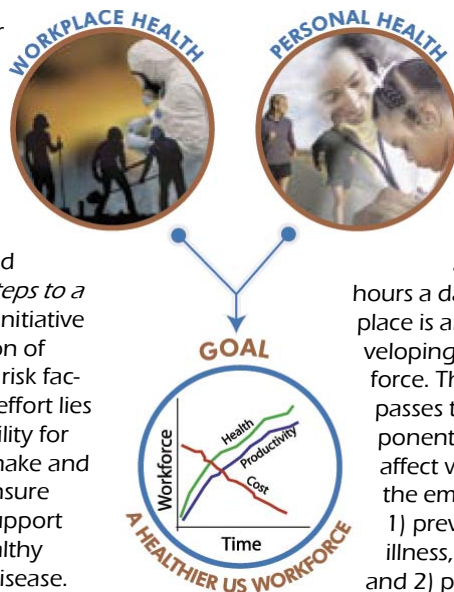 WORKPLACE HEALTH
PERSONAL HEALTH
teps to a
nitiative
on of
risk fac-
effort lies
ility for
make and
nsure
upport
althy
disease.
GOAL
Workforce
Health
Productivity
Cost
Time
A HEALTHIER US WORKFORCE
hours a da
place is a
veloping
force. Th
passes t
ponent
affect w
the em
1) prev
illness,
and 2) p